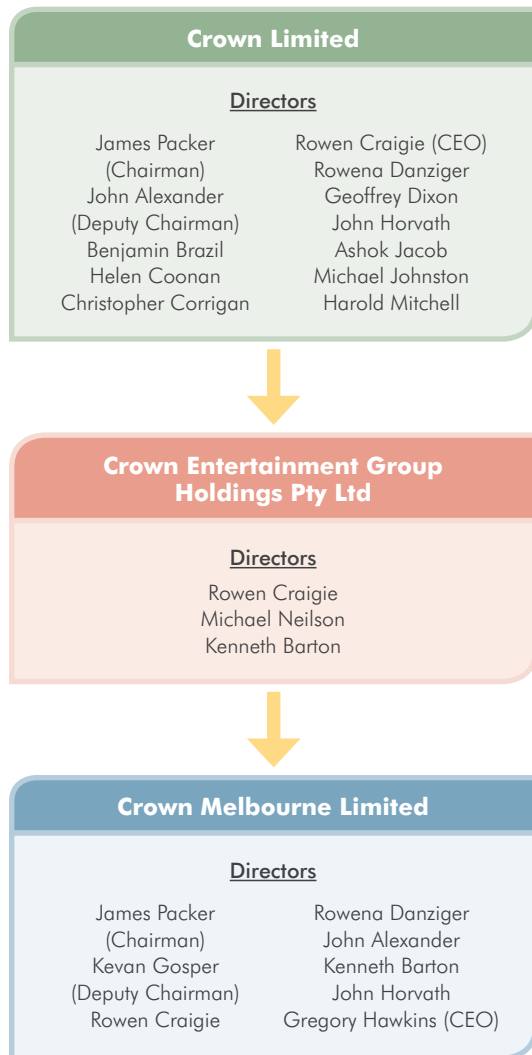 Crown Limited
Directors
James Packer
(Chairman)
John Alexander
(Deputy Chairman)
Benjamin Brazil
Helen Coonan
Christopher Corrigan
Rowen Craigie (CEO)
Rowena Danziger
Geoffrey Dixon
John Horvath
Ashok Jacob
Michael Johnston
Harold Mitchell
Crown Entertainment Group
Holdings Pty Ltd
Directors
Rowen Craigie
Michael Neilson
Kenneth Barton
Crown Melbourne Limited
Directors
James Packer
(Chairman)
Kevan Gosper
(Deputy Chairman)
Rowen Craigie
Rowena Danziger
John Alexander
Kenneth Barton
John Horvath
Gregory Hawkins (CEO)